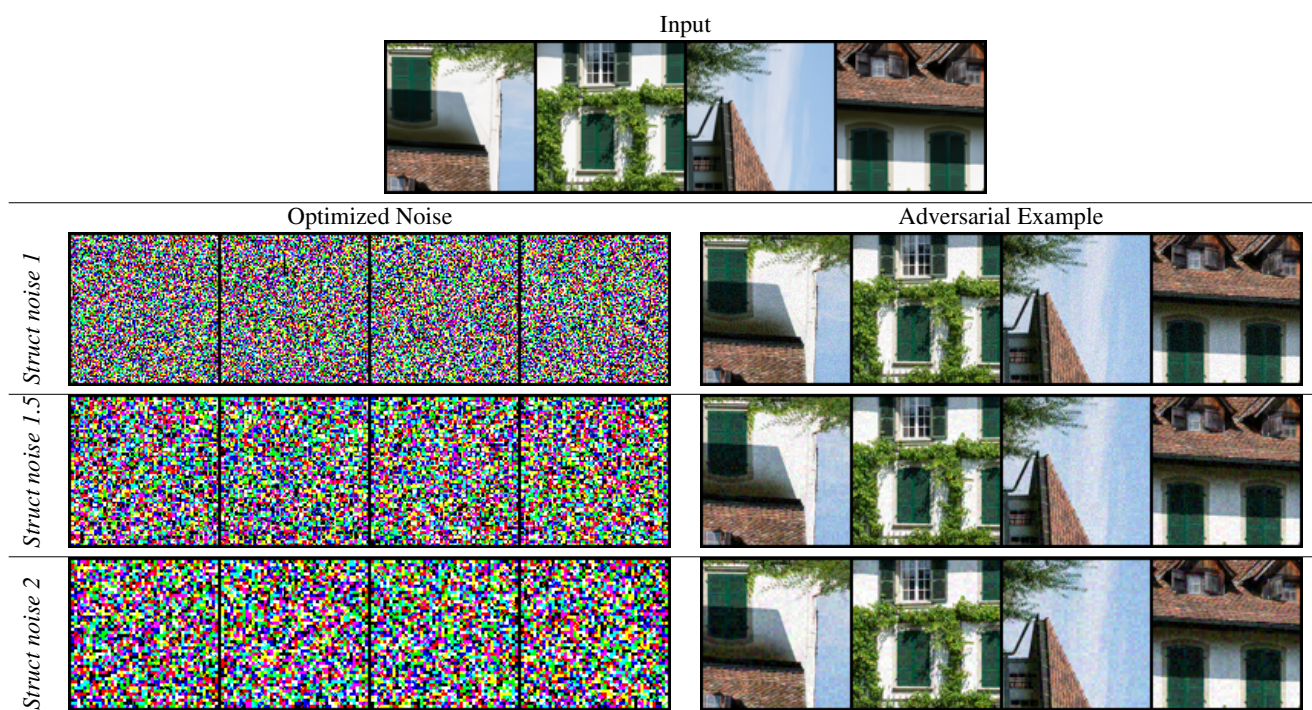 Input
Optimized Noise
Adversarial Example
Struct noise 1
Struct noise 1.5
Struct noise 2